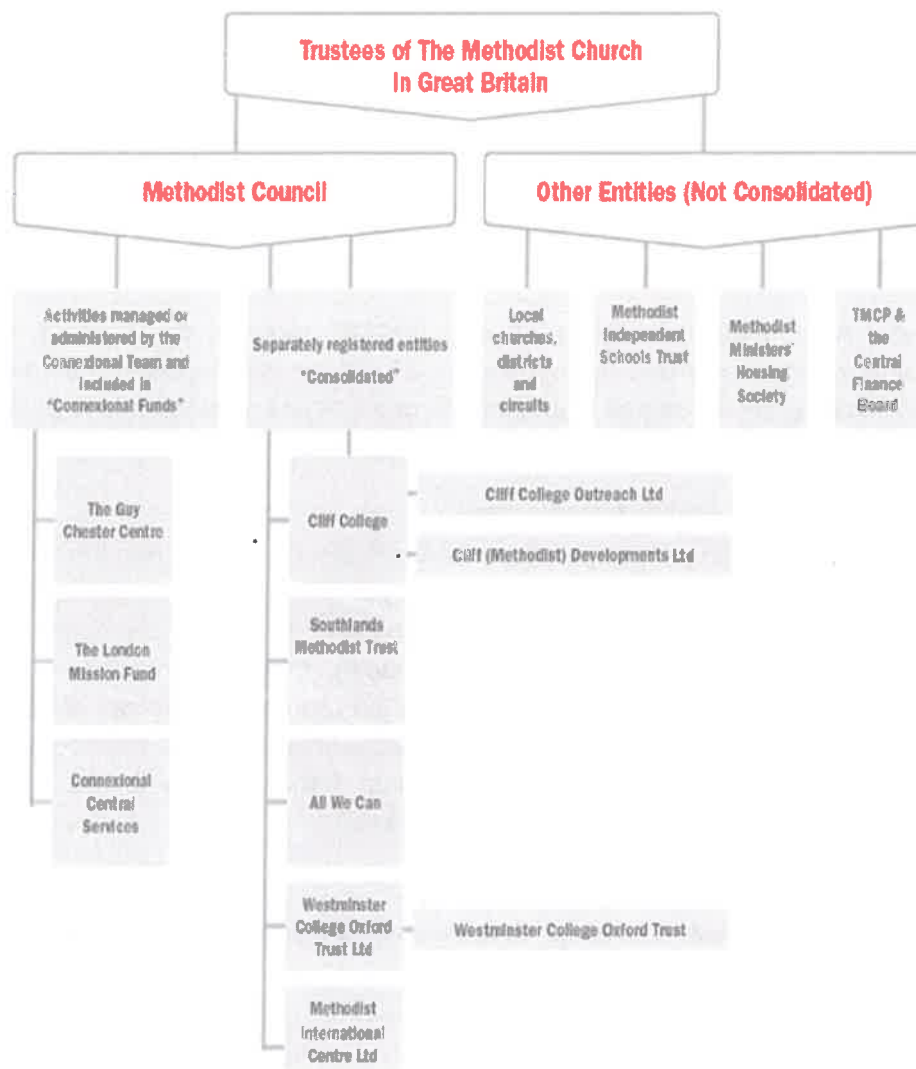 Trustees of The Methodist Church
in Great Britain
Methodist Council
Other Entities (Not Consolidated)
Activities managed or
administered by the
Connexional Team and
included in
"Connexional Funds"
Separately registered entities
"Consolidated"
Local
churches,
districts
and
circuits
Methodist
Independent
Schools Trust
Methodist
Ministers'
Housing
Society
TMCP &
the
Central
Finance
Board
The Guy
Chester Centre
The London
Mission Fund
Connexional
Central
Services
Cliff College
Cliff College Outreach Ltd
Cliff (Methodist) Developments Ltd
Southlands
Methodist Trust
All We Can
Westminster
College Oxford
Trust Ltd
Westminster College Oxford Trust
Methodist
International
Centre Ltd